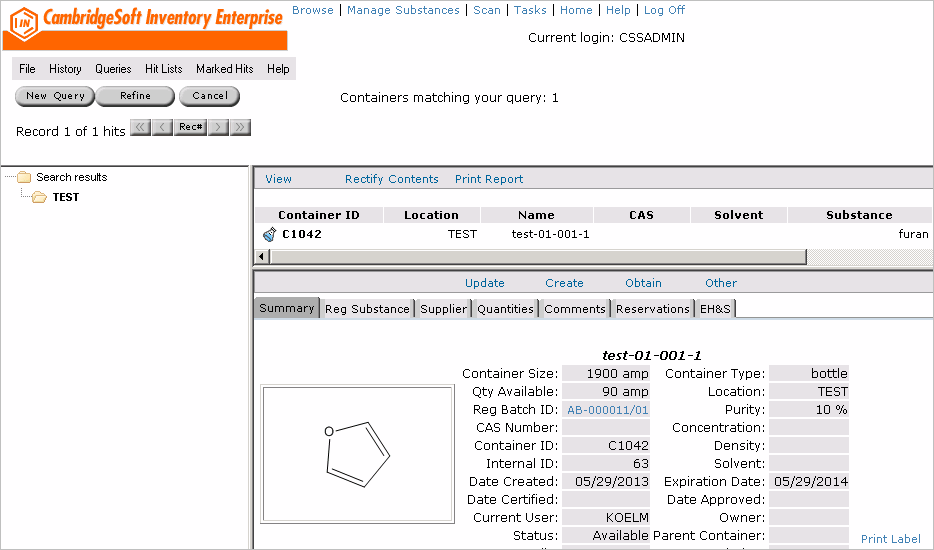 Browse | Manage Substances | Scan | Tasks | Home | Help | Log Off
IN CambridgeSoft Inventory Enterprise
Current login: CSSADMIN
File History Queries Hit Lists Marked Hits Help
New Query Refine Cancel
Containers matching your query: 1
Record 1 of 1 hits Rec#
Search results
TEST
View Rectify Contents Print Report
Container ID Location Name CAS Solvent Substance
C1042 TEST test-01-001-1 furan
Update Create Obtain Other
Summary Reg Substance Supplier Quantities Comments Reservations EH&S
test-01-001-1
Container Size: 1900 amp Container Type: bottle
Qty Available: 90 amp Location: TEST
Reg Batch ID: AB-000011/01 Purity: 10 %
CAS Number: Concentration:
Container ID: C1042 Density:
Internal ID: 63 Solvent:
Date Created: 05/29/2013 Expiration Date: 05/29/2014
Date Certified: Date Approved:
Current User: KOELM Owner:
Status: Available Parent Container:
O
Print Label